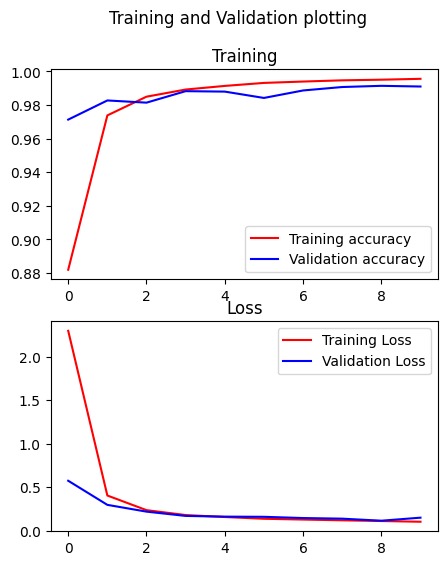 Training and Validation plotting
Training
1.00
0.98
0.96
0.94
0.92
0.90
0.88
Training accuracy
Validation accuracy
0 2 4 6 8
Loss
2.0
1.5
1.0
0.5
0.0
Training Loss
Validation Loss
0 2 4 6 8